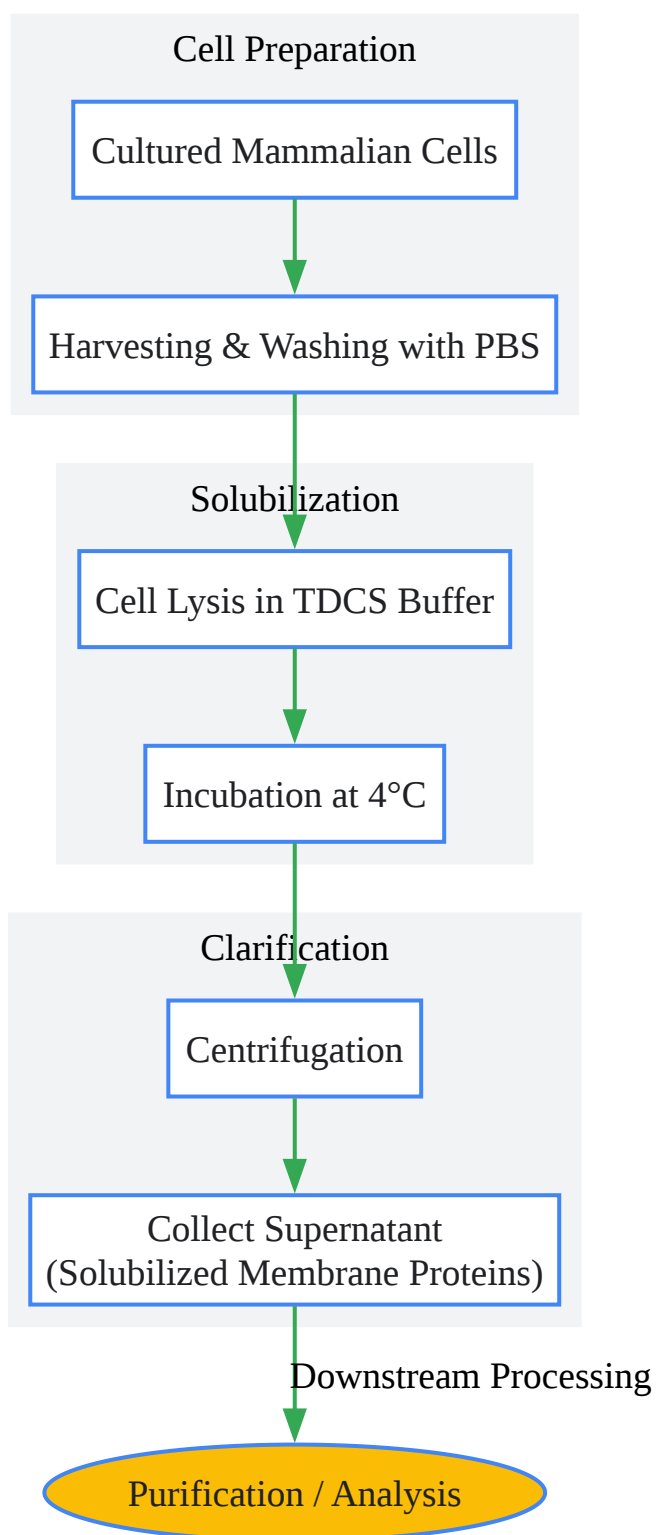 Cell Preparation
Cultured Mammalian Cells
Harvesting & Washing with PBS
Solubilization
Cell Lysis in TDCS Buffer
Incubation at 4°C
Clarification
Centrifugation
Collect Supernatant
(Solubilized Membrane Proteins)
Downstream Processing
Purification / Analysis